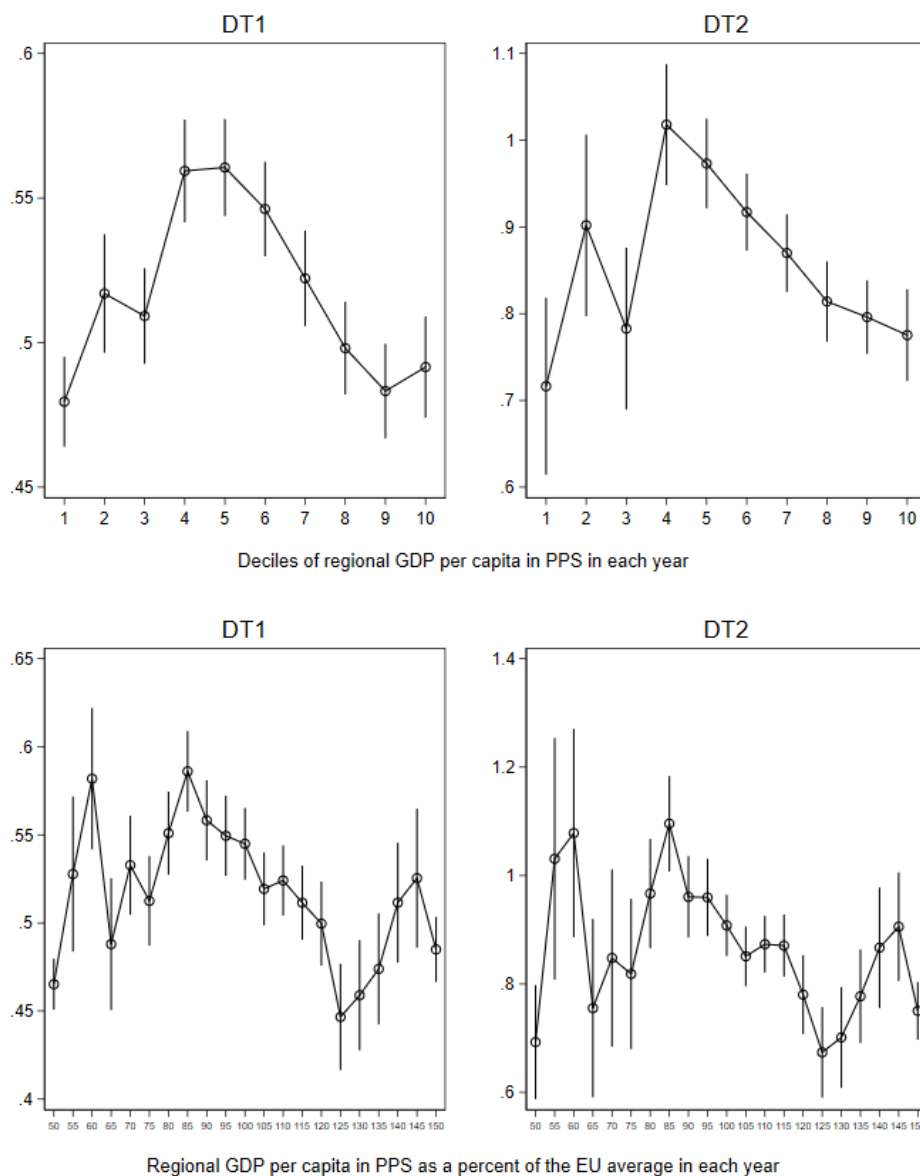 DT1 DT2
.6 1.1
1
.55
.9
.5 .8
.7
.45 .6
1 2 3 4 5 6 7 8 9 10 1 2 3 4 5 6 7 8 9 10
Deciles of regional GDP per capita in PPS in each year
DT1 DT2
.65 1.4
.6 1.2
.55
1
.5
.8
.45
.4 .6
50 55 60 65 70 75 80 85 90 95 100 105 110 115 120 125 130 135 140 145 150 50 55 60 65 70 75 80 85 90 95 100 105 110 115 120 125 130 135 140 145
Regional GDP per capita in PPS as a percent of the EU average in each year